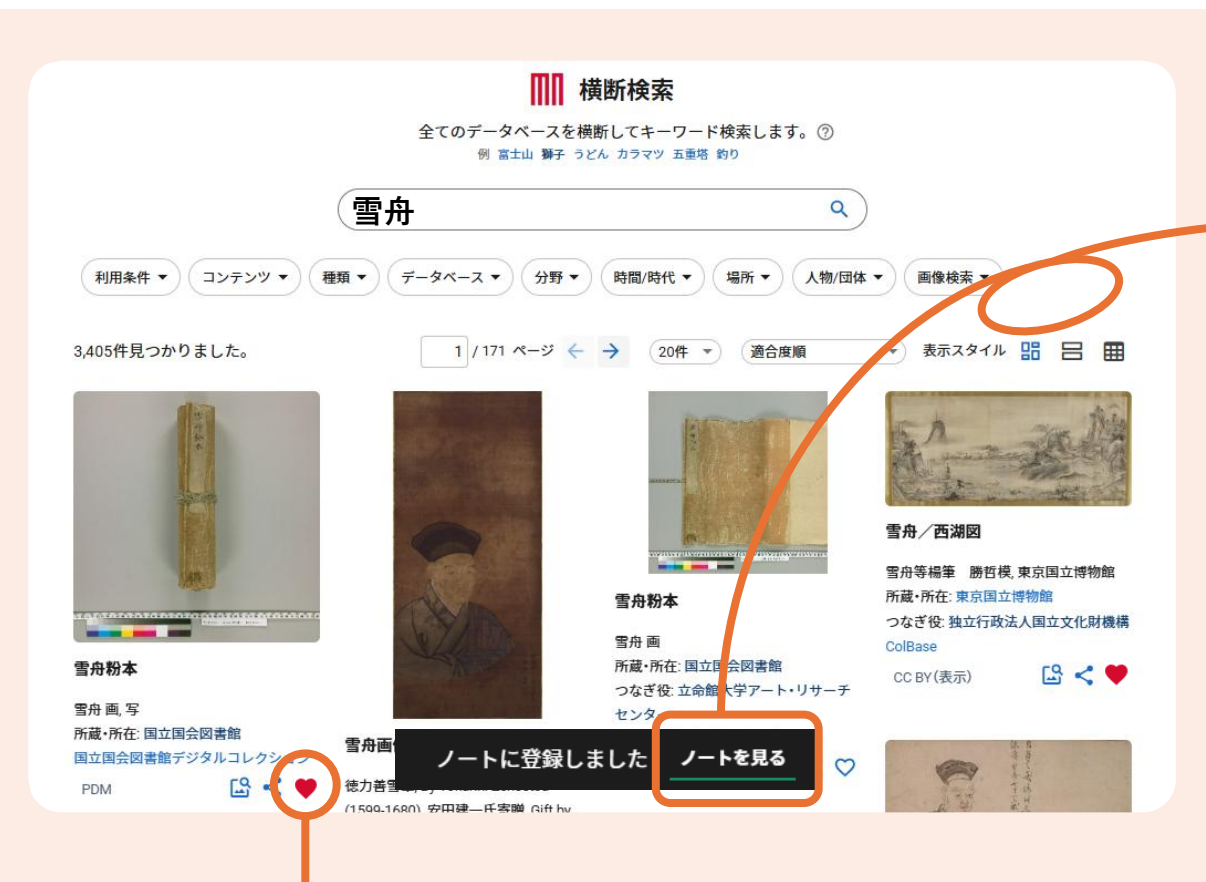 横断検索
全てのデータベースを横断してキーワード検索します。
例 富士山 獅子 うどん カラマツ 五重塔 釣り
雪舟
利用条件 コンテンツ 種類 データベース 分野 時間/時代 場所 人物/団体 画像検索
3,405件見つかりました。
1 / 171 ページ
20件
適合度順
表示スタイル
雪舟粉本
雪舟 画, 写
所蔵・所在: 国立国会図書館
国立国会図書館デジタルコレクション
PDM
雪舟画
徳力善雪
(1599-1680), 安田建一氏寄贈, Gift by
雪舟粉本
雪舟 画
所蔵・所在: 国立国会図書館
つなぎ役: 立命館大学アート・リサーチ
センター
雪舟／西湖図
雪舟等楊筆 勝哲模, 東京国立博物館
所蔵・所在: 東京国立博物館
つなぎ役: 独立行政法人国立文化財機構
ColBase
CC BY (表示)
ノートに登録しました ノートを見る